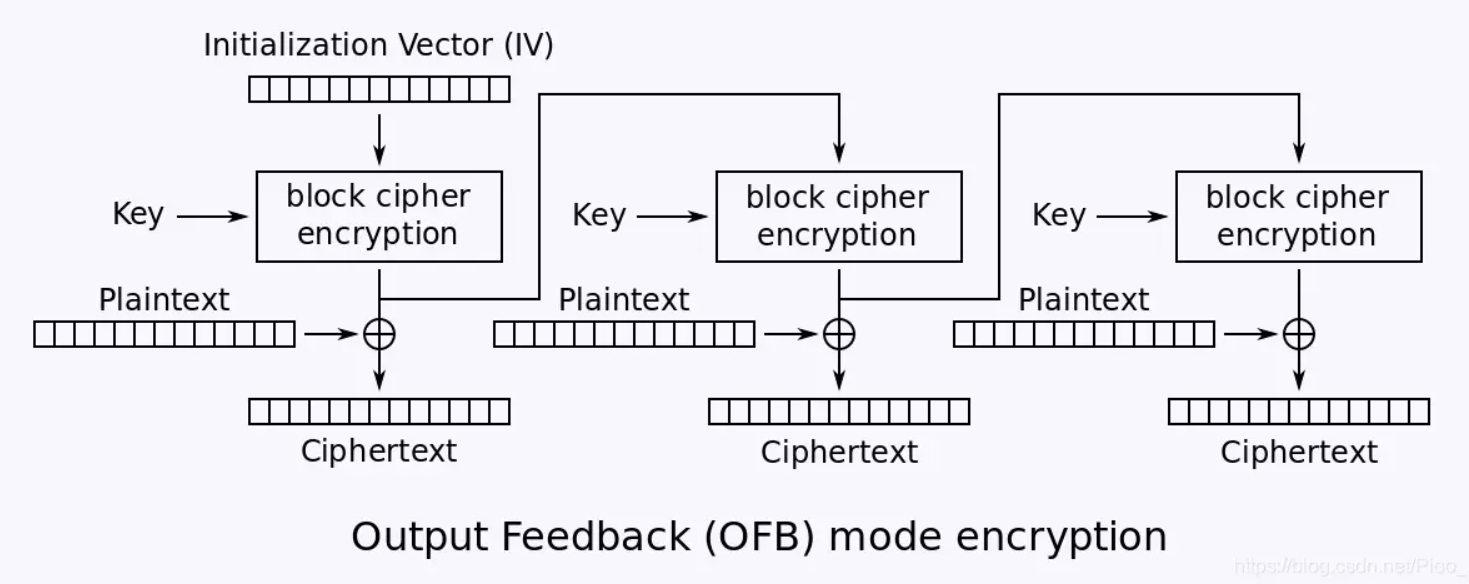 Initialization Vector (IV)
block cipher
encryption
block cipher
encryption
block cipher
encryption
Key
Key
Key
Plaintext
Plaintext
Plaintext
Ciphertext
Ciphertext
Ciphertext
Output Feedback (OFB) mode encryption
https://blog.csdn.net/Pioo_